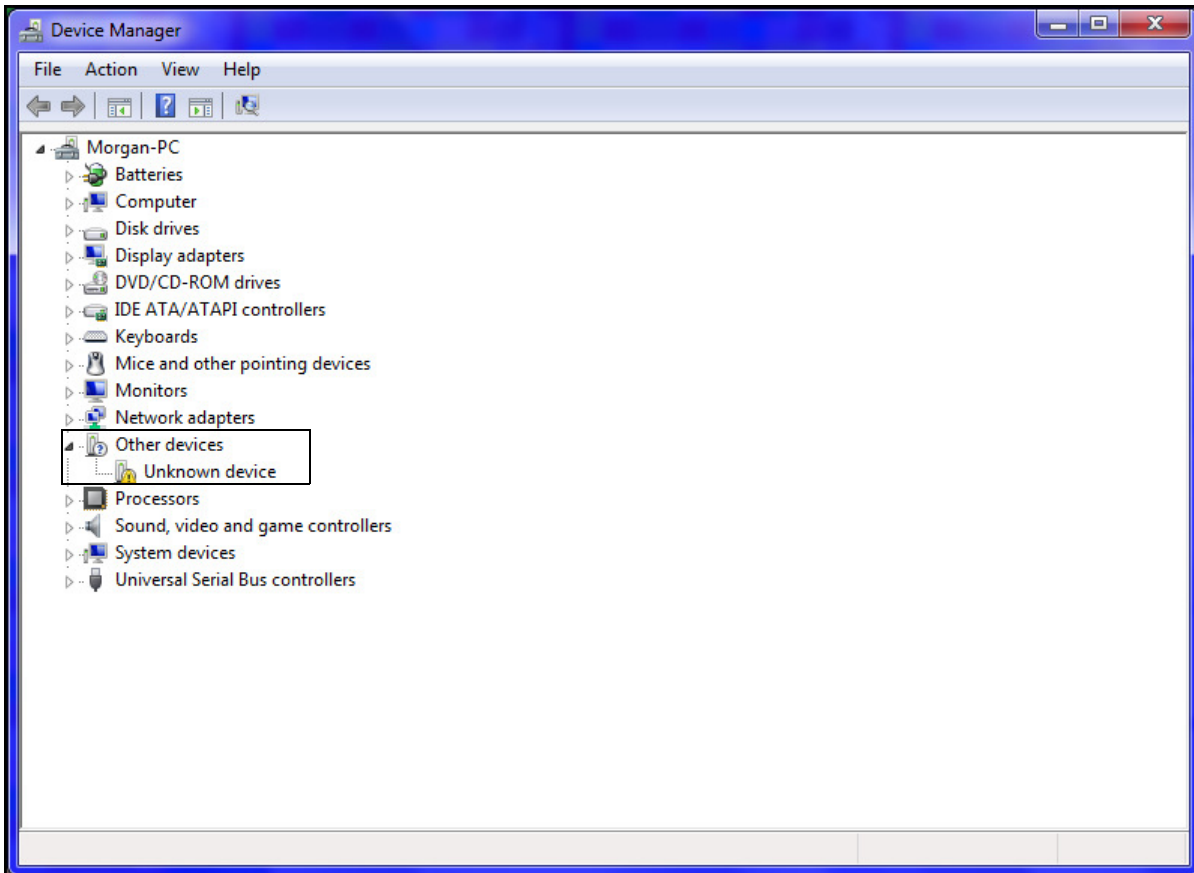 Device Manager
File Action View Help
Morgan-PC
Batteries
Computer
Disk drives
Display adapters
DVD/CD-ROM drives
IDE ATA/ATAPI controllers
Keyboards
Mice and other pointing devices
Monitors
Network adapters
Other devices
Unknown device
Processors
Sound, video and game controllers
System devices
Universal Serial Bus controllers